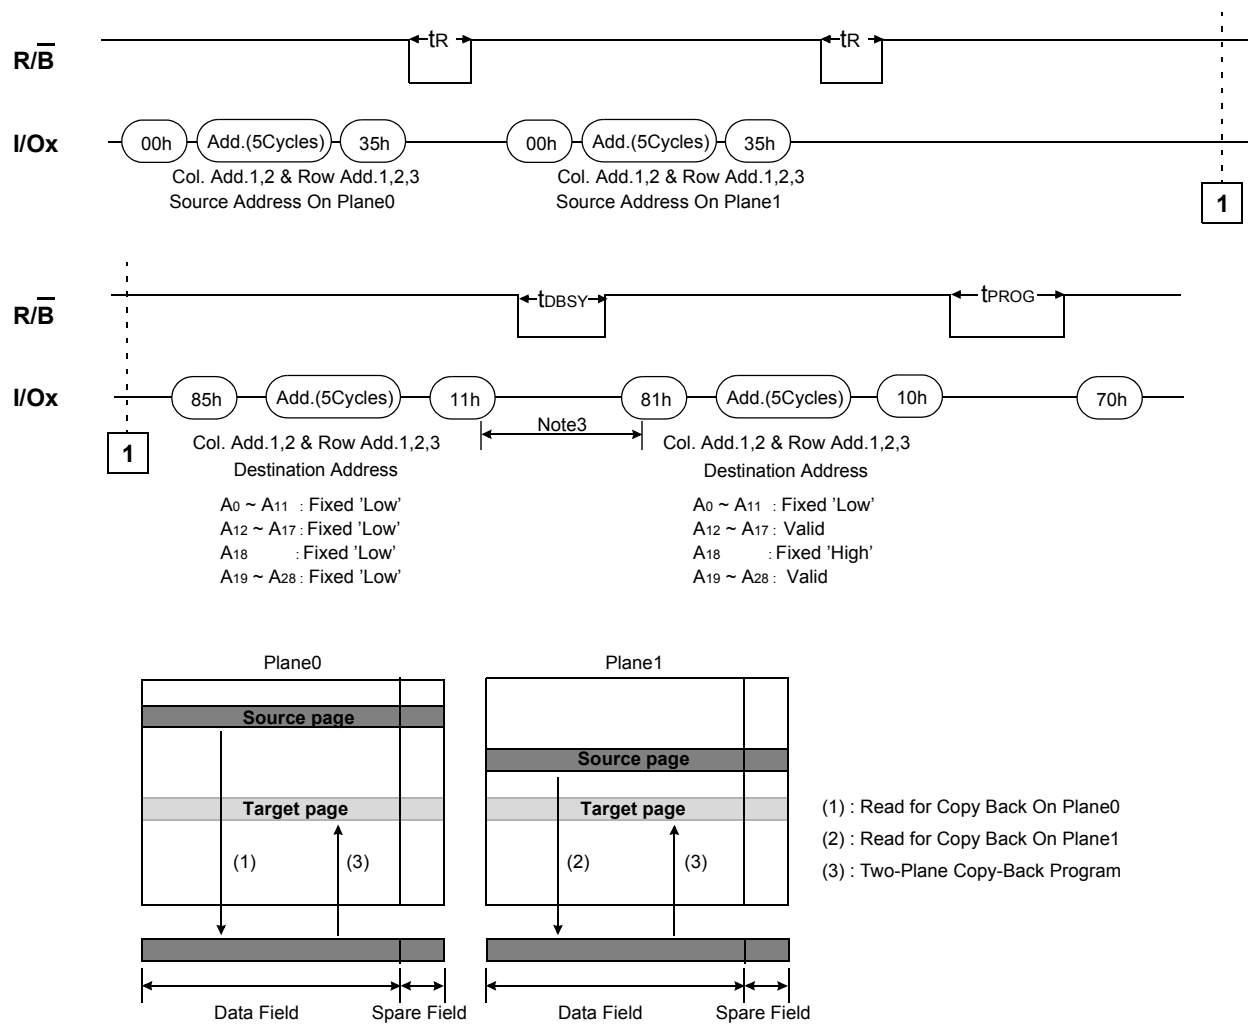 R/B tR tR
I/Ox 00h Add.(5Cycles) 35h 00h Add.(5Cycles) 35h
Col. Add.1,2 & Row Add.1,2,3 Col. Add.1,2 & Row Add.1,2,3
Source Address On Plane0 Source Address On Plane1
1
R/B tDBSY tPROG
I/Ox 85h Add.(5Cycles) 11h 81h Add.(5Cycles) 10h 70h
Note3
1
Col. Add.1,2 & Row Add.1,2,3 Col. Add.1,2 & Row Add.1,2,3
Destination Address Destination Address
A0 ~ A11 : Fixed 'Low' A0 ~ A11 : Fixed 'Low'
A12 ~ A17 : Fixed 'Low' A12 ~ A17 : Valid
A18 : Fixed 'Low' A18 : Fixed 'High'
A19 ~ A28 : Fixed 'Low' A19 ~ A28 : Valid
Plane0 Plane1
Source page
Source page
Target page Target page
(1) (3) (2) (3)
(1) : Read for Copy Back On Plane0
(2) : Read for Copy Back On Plane1
(3) : Two-Plane Copy-Back Program
Data Field Spare Field Data Field Spare Field